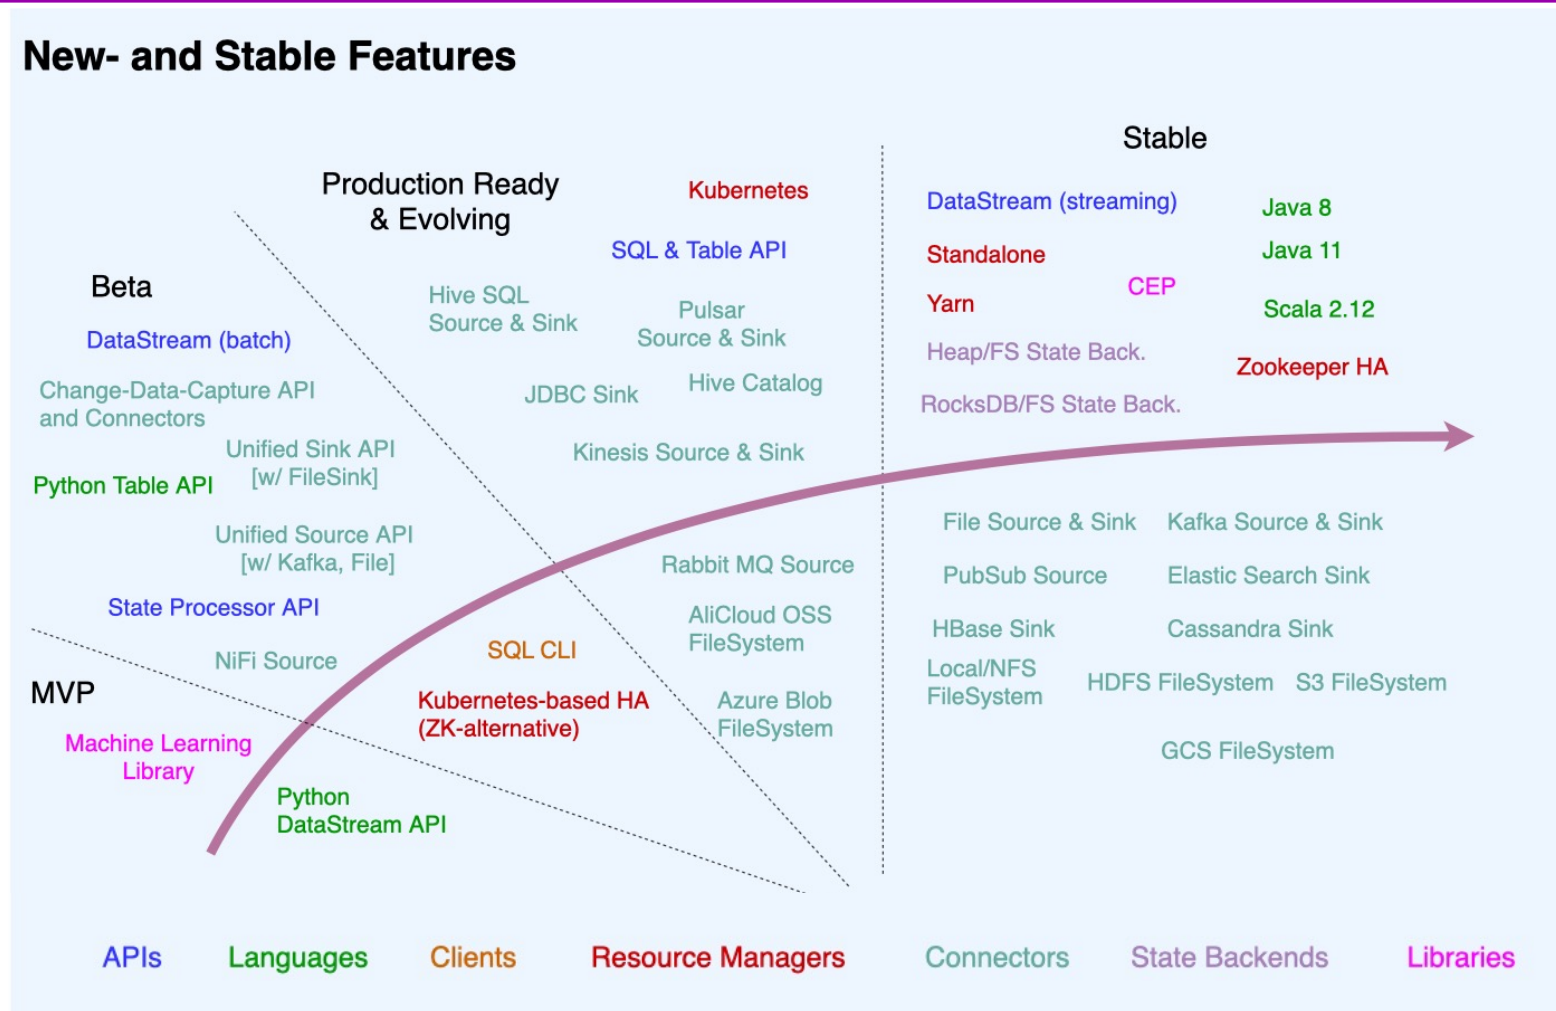 New- and Stable Features
Stable
Production Ready
& Evolving
Kubernetes
DataStream (streaming)
Java 8
SQL & Table API
Standalone
Java 11
Beta
CEP
Hive SQL
Source & Sink
Pulsar
Source & Sink
Yarn
Scala 2.12
DataStream (batch)
Heap/FS State Back.
Zookeeper HA
Change-Data-Capture API
and Connectors
JDBC Sink
Hive Catalog
RocksDB/FS State Back.
Unified Sink API
[w/ FileSink]
Kinesis Source & Sink
Python Table API
Unified Source API
[w/ Kafka, File]
File Source & Sink
Kafka Source & Sink
Rabbit MQ Source
PubSub Source
Elastic Search Sink
State Processor API
AliCloud OSS
FileSystem
HBase Sink
Cassandra Sink
NiFi Source
SQL CLI
Local/NFS
FileSystem
HDFS FileSystem
S3 FileSystem
MVP
Kubernetes-based HA
(ZK-alternative)
Azure Blob
FileSystem
Machine Learning
Library
GCS FileSystem
Python
DataStream API
APIs
Languages
Clients
Resource Managers
Connectors
State Backends
Libraries